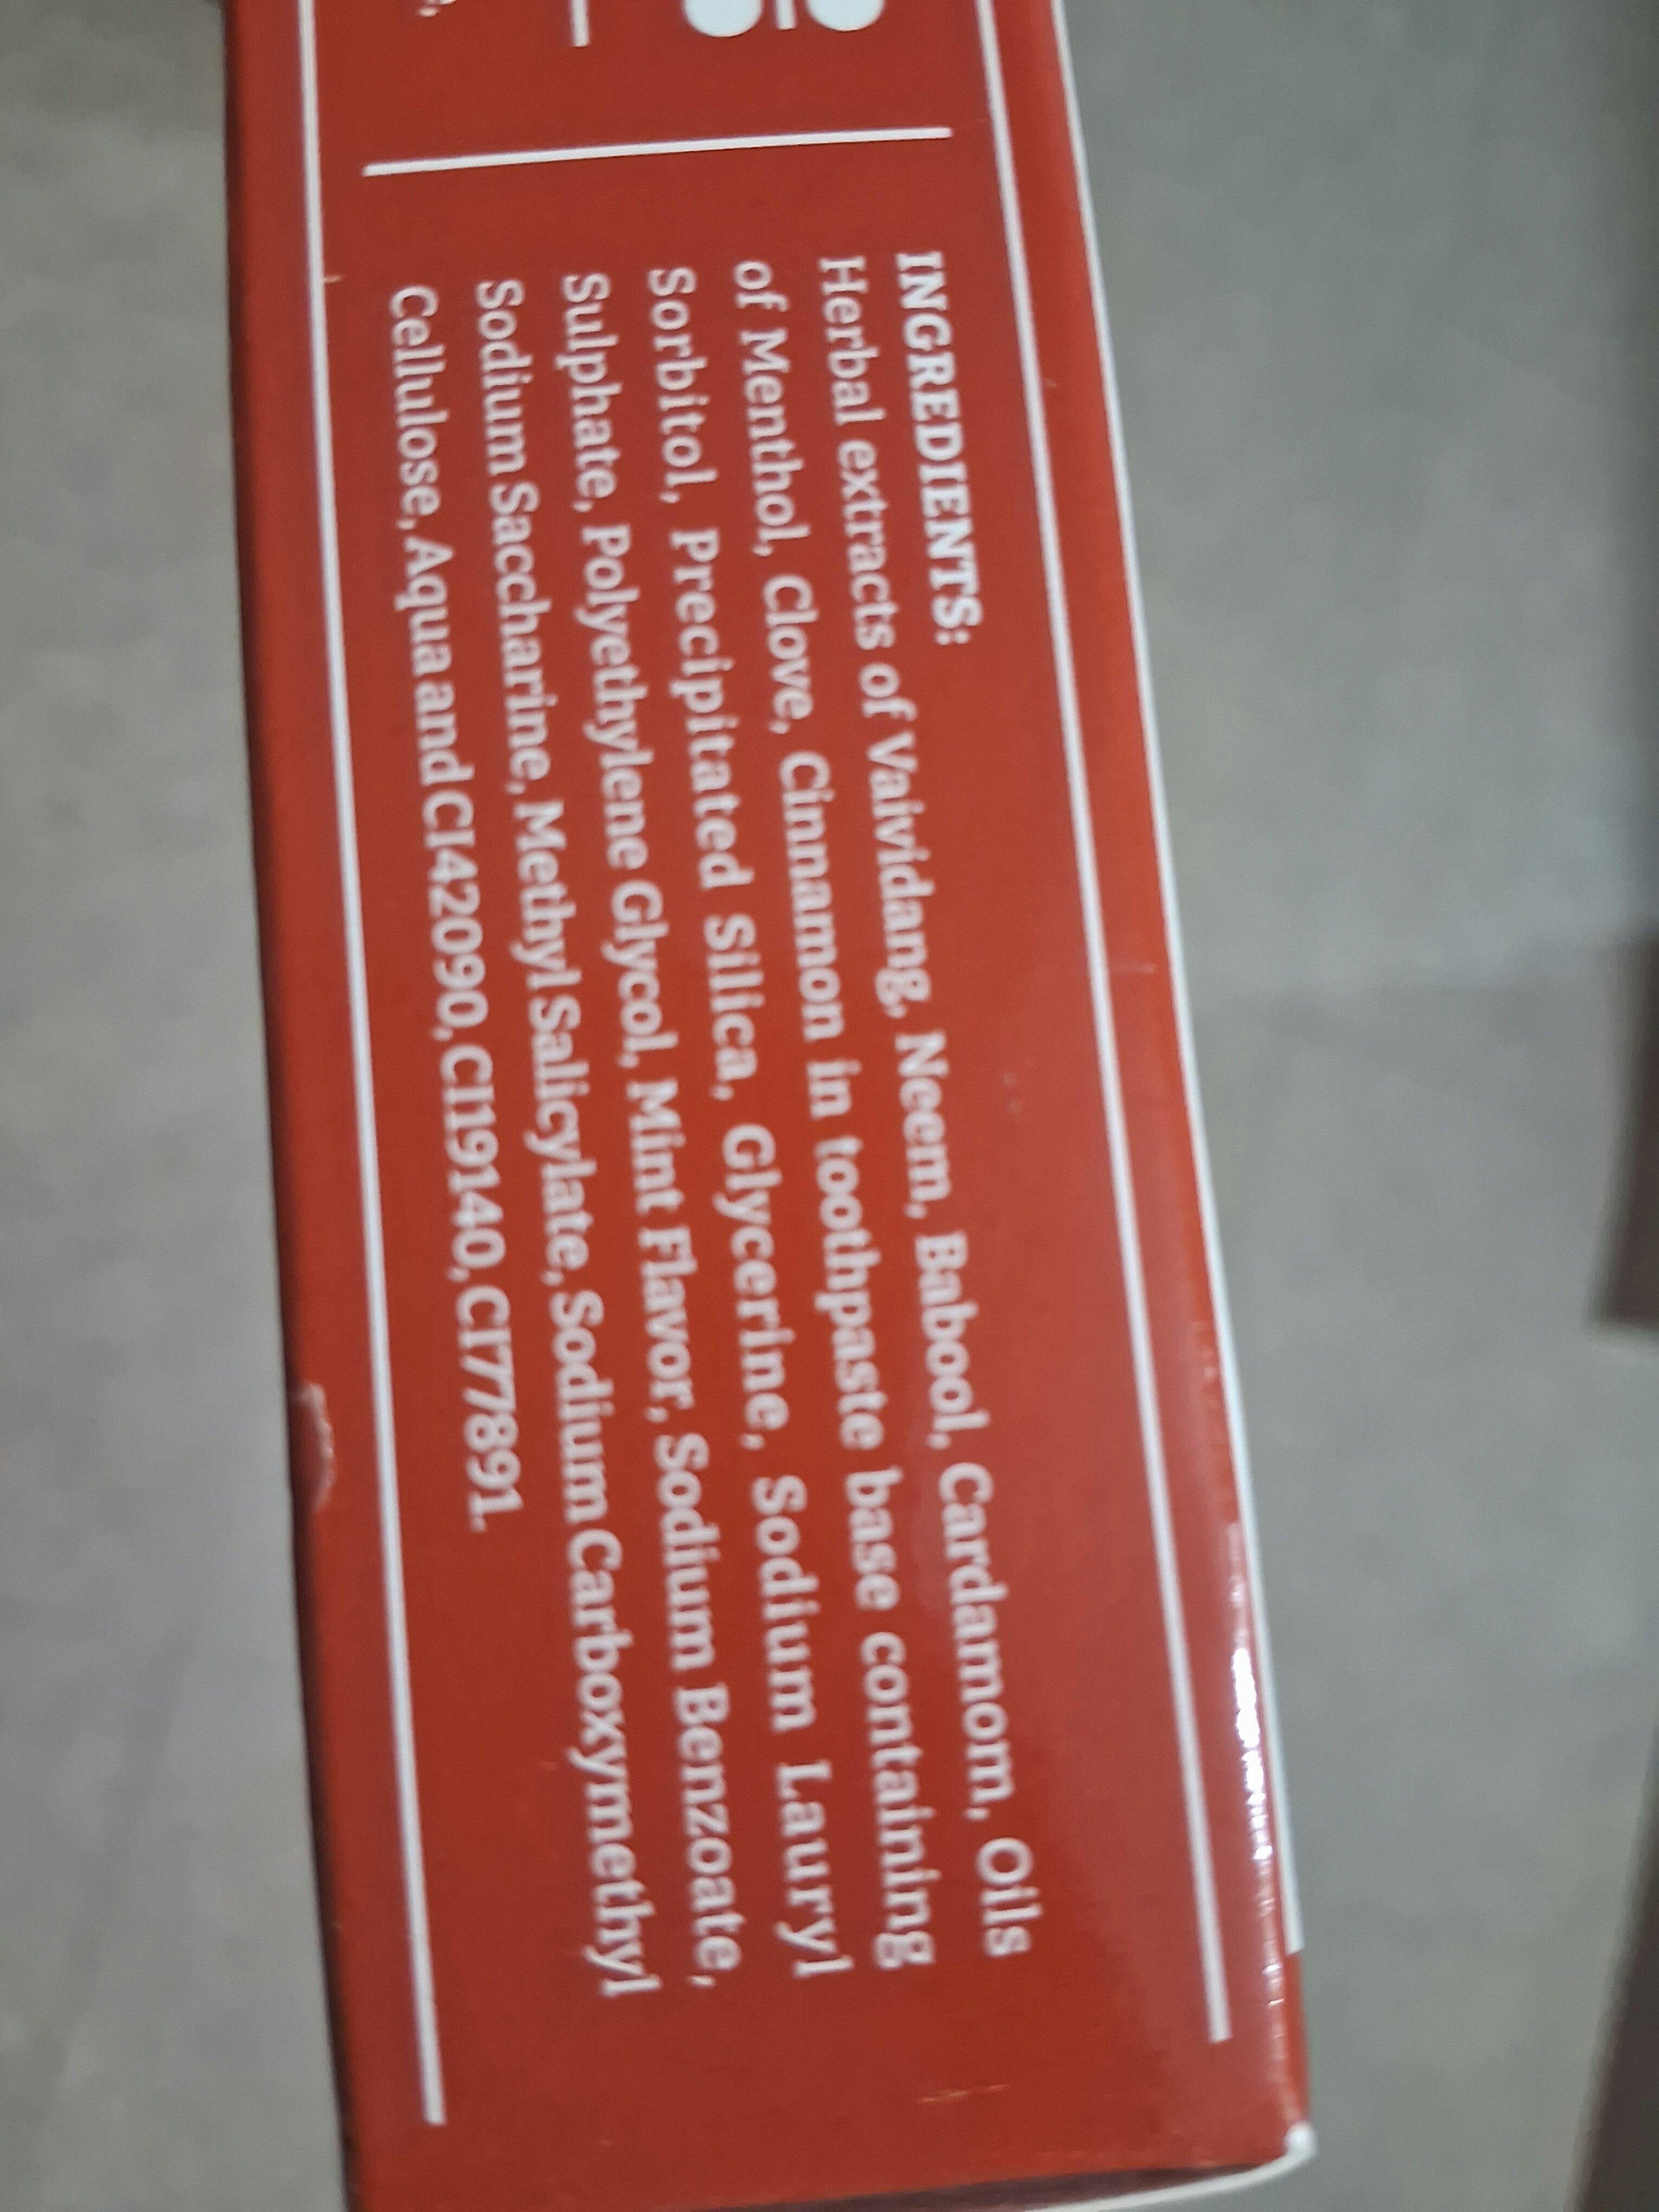 INGREDIENTS:
Herbal extracts of Vaividang, Neem, Babool, Cardamom, Oils
of Menthol, Clove, Cinnamon in toothpaste base containing
Sorbitol, Precipitated Silica, Glycerine, Sodium Lauryl
Sulphate, Polyethylene Glycol, Mint Flavor, Sodium Benzoate,
Sodium Saccharine, Methyl Salicylate, Sodium Carboxymethyl
Cellulose, Aqua and CI42090, CI19140, CI77891.